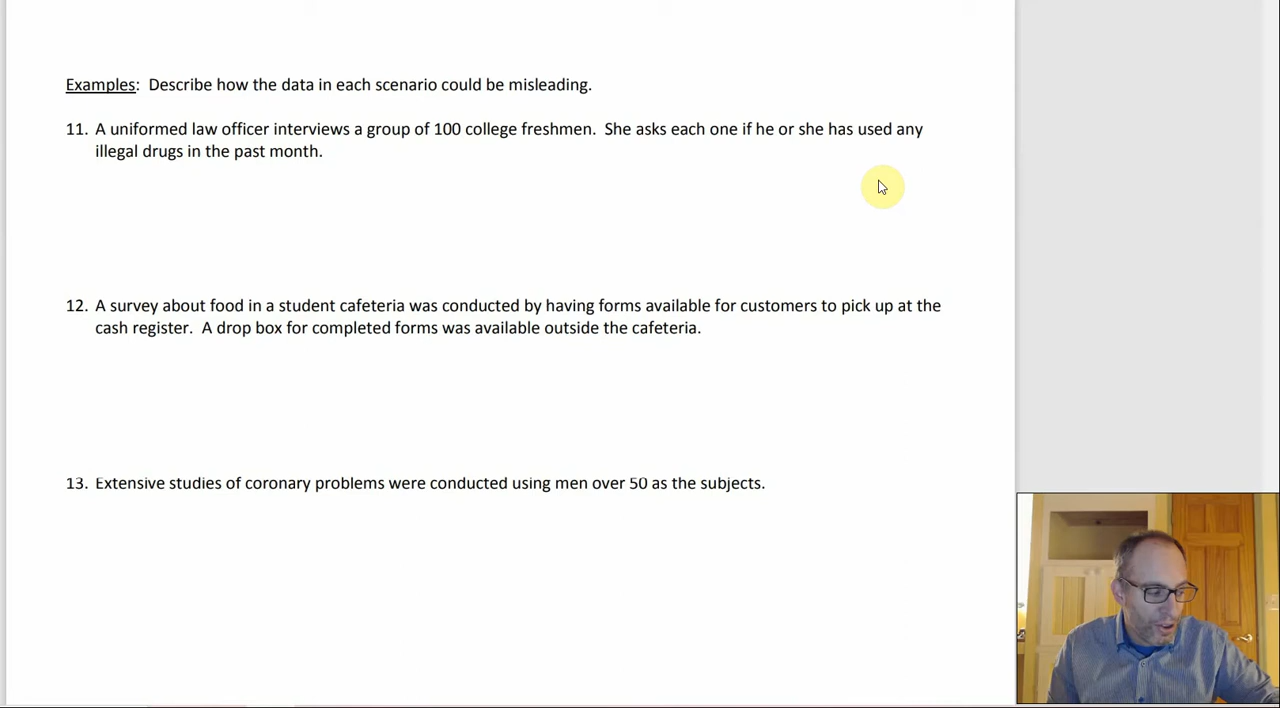 Examples:  Describe how the data in each scenario could be misleading.
11. A uniformed law officer interviews a group of 100 college freshmen.  She asks each one if he or she has used any
illegal drugs in the past month.
12. A survey about food in a student cafeteria was conducted by having forms available for customers to pick up at the
cash register.  A drop box for completed forms was available outside the cafeteria.
13. Extensive studies of coronary problems were conducted using men over 50 as the subjects.